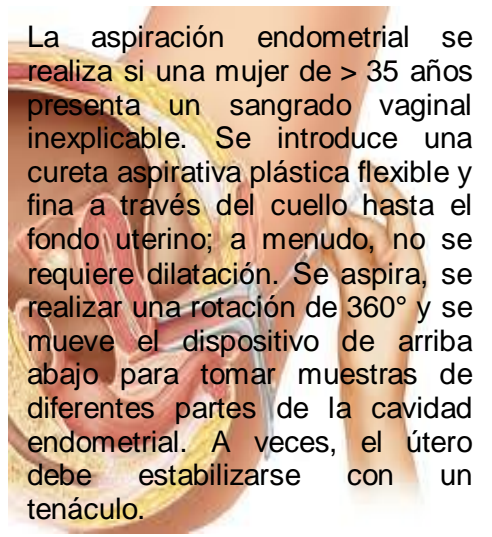 La aspiración endometrial se
realiza si una mujer de > 35 años
presenta un sangrado vaginal
inexplicable. Se introduce una
cureta aspirativa plástica flexible y
fina a través del cuello hasta el
fondo uterino; a menudo, no se
requiere dilatación. Se aspira, se
realizar una rotación de 360° y se
mueve el dispositivo de arriba
abajo para tomar muestras de
diferentes partes de la cavidad
endometrial. A veces, el útero
debe estabilizarse con un
tenáculo.